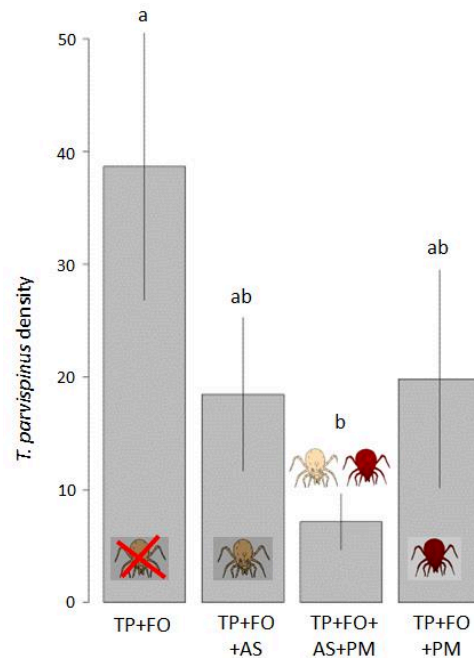 a
50
40
ab
ab
30
T. parvispinus density
20
b
10
0
TP+FO
TP+FO
+AS
TP+FO+
AS+PM
TP+FO
+PM